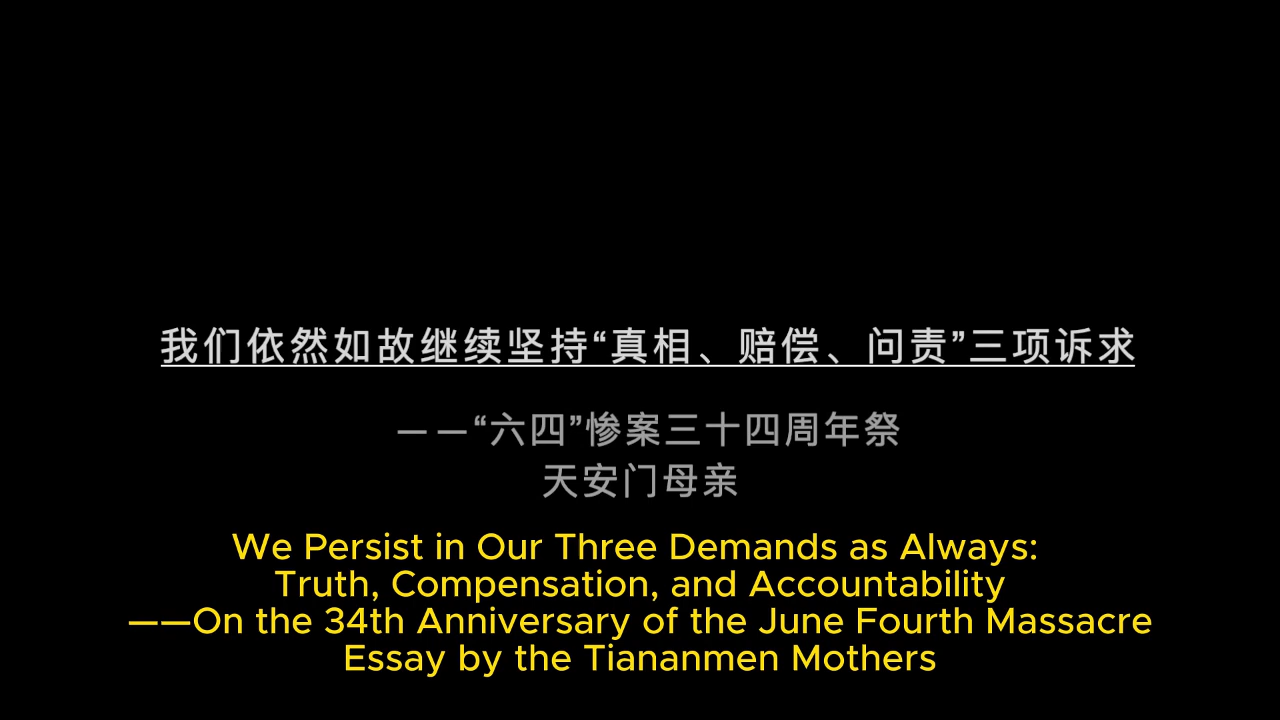 我们依然如故继续坚持“真相、赔偿、问责”三项诉求
——“六四”惨案三十四周年祭
天安门母亲
We Persist in Our Three Demands as Always:
Truth, Compensation, and Accountability
——On the 34th Anniversary of the June Fourth Massacre
Essay by the Tiananmen Mothers